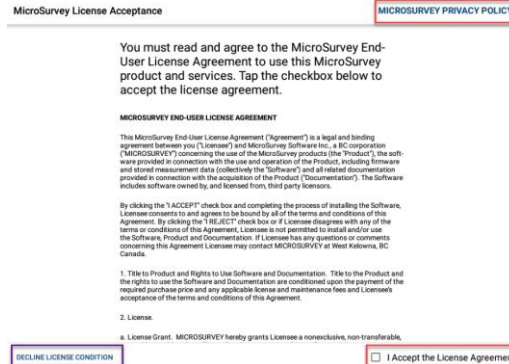 MicroSurvey License Acceptance
MICROSURVEY PRIVACY POLICY
You must read and agree to the MicroSurvey End-
User License Agreement to use this MicroSurvey
product and services. Tap the checkbox below to
accept the license agreement.
MICROSURVEY END-USER LICENSE AGREEMENT
This MicroSurvey End-User License Agreement ("Agreement") is a legal and binding
agreement between you ("Licensee") and MicroSurvey Software Inc., a BC corporation
("MICROSURVEY") concerning the use of the MicroSurvey products (the "Product"), the soft-
ware provided in connection with the use and operation of the Product, including firmware
and stored measurement data (collectively the "Software") and all related documentation
provided in connection with the acquisition of the Product ("Documentation"). The Software
includes software owned by, and licensed from, third party licensors.
By clicking the "I ACCEPT" check box and completing the process of installing the Software,
Licensee consents to and agrees to be bound by all of the terms and conditions of this
Agreement. By clicking the "I REJECT" check box or if Licensee disagrees with any of the
terms or conditions of this Agreement, Licensee is not permitted to install and/or use
the Software, Product and Documentation. If Licensee has any questions or comments
concerning this Agreement Licensee may contact MICROSURVEY at West Kelowna, BC
Canada.
1. Title to Product and Rights to Use Software and Documentation. Title to the Product and
the rights to use the Software and Documentation are conditioned upon the payment of the
required purchase price and any applicable license and maintenance fees and Licensee's
acceptance of the terms and conditions of this Agreement.
2. License.
a. License Grant. MICROSURVEY hereby grants Licensee a nonexclusive, non-transferable,
DECLINE LICENSE CONDITION
I Accept the License Agreemen